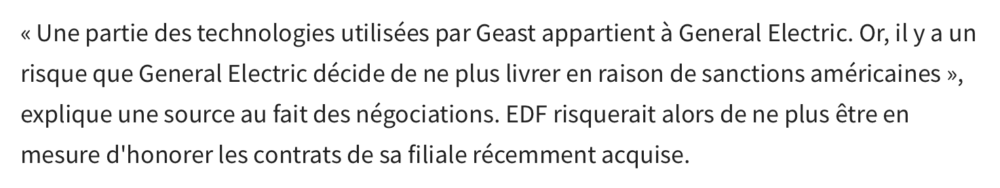 « Une partie des technologies utilisées par Geast appartient à General Electric. Or, il y a un
risque que General Electric décide de ne plus livrer en raison de sanctions américaines »,
explique une source au fait des négociations. EDF risquerait alors de ne plus être en
mesure d'honorer les contrats de sa filiale récemment acquise.